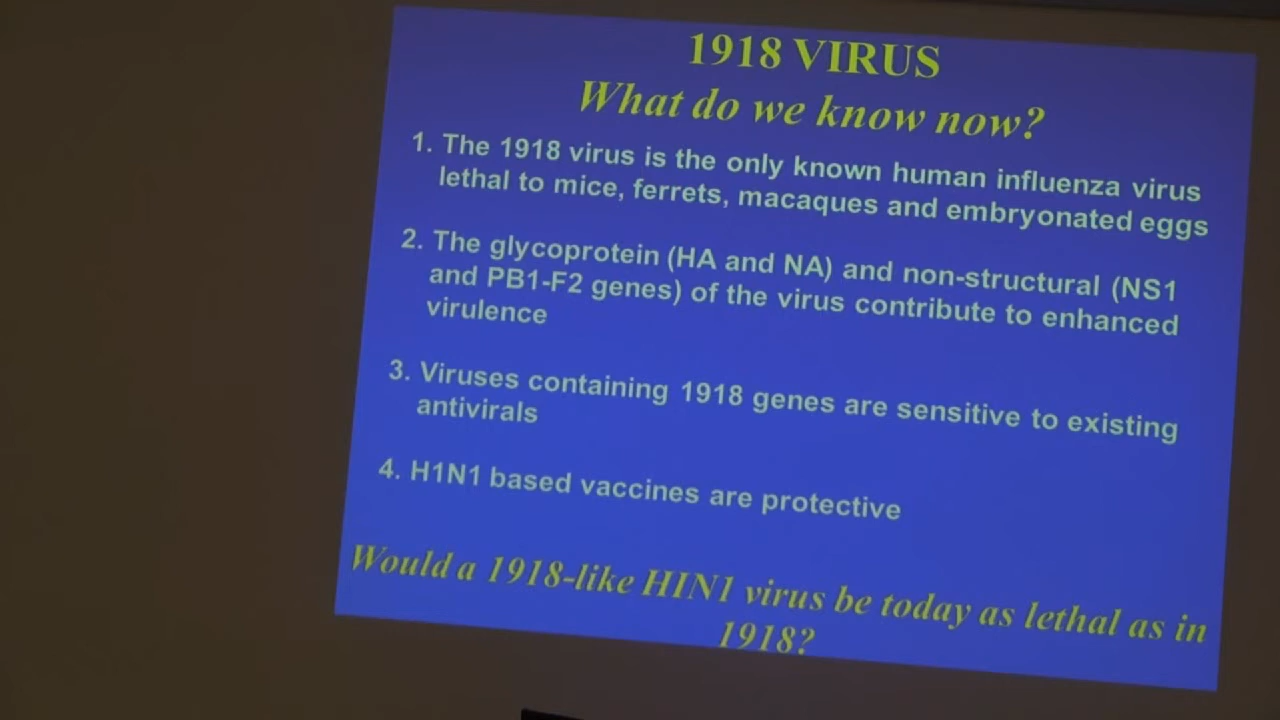 1918 VIRUS
What do we know now?
1. The 1918 virus is the only known human influenza virus
lethal to mice, ferrets, macaques and embryonated eggs
2. The glycoprotein (HA and NA) and non-structural (NS1
and PB1-F2 genes) of the virus contribute to enhanced
virulence
3. Viruses containing 1918 genes are sensitive to existing
antivirals
4. H1N1 based vaccines are protective
Would a 1918-like H1N1 virus be today as lethal as in
1918?